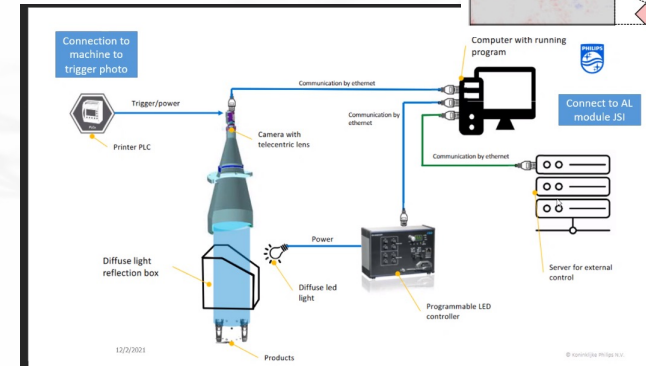 Connection to
machine to
trigger photo
Computer with running
program
PHILIPS
Communication by ethernet
Trigger/power
Communication by
ethernet
Connect to AL
module JSI
Camera with
telecentric lens
Printer PLC
Communication by ethernet
Power
Diffuse light
reflection box
Diffuse led
light
Server for external
control
Programmable LED
controller
12/2/2021
Products
© Koninklijke Philips N.V.